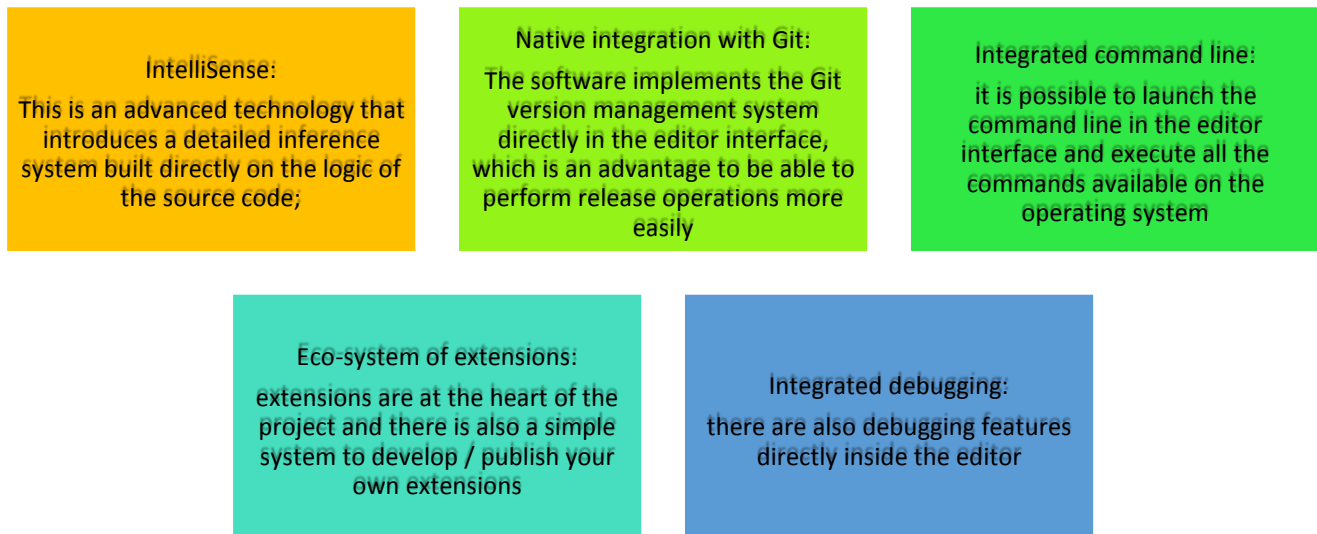 IntelliSense:
This is an advanced technology that
introduces a detailed inference
system built directly on the logic of
the source code;
Native integration with Git:
The software implements the Git
version management system
directly in the editor interface,
which is an advantage to be able to
perform release operations more
easily
Integrated command line:
it is possible to launch the
command line in the editor
interface and execute all the
commands available on the
operating system
Eco-system of extensions:
extensions are at the heart of the
project and there is also a simple
system to develop / publish your
own extensions
Integrated debugging:
there are also debugging features
directly inside the editor